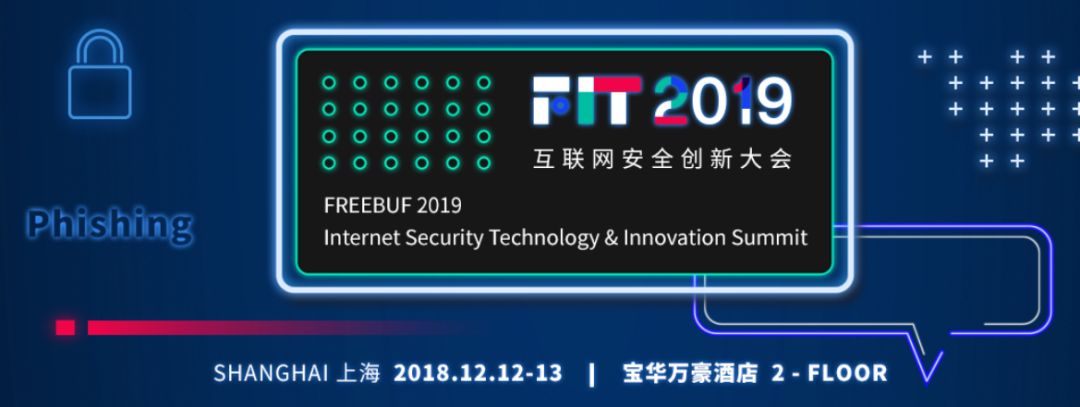 FIT 2019
互联网安全创新大会
FREEBUF 2019
Internet Security Technology & Innovation Summit
Phishing
SHANGHAI 上海 2018.12.12-13 | 宝华万豪酒店 2 - FLOOR